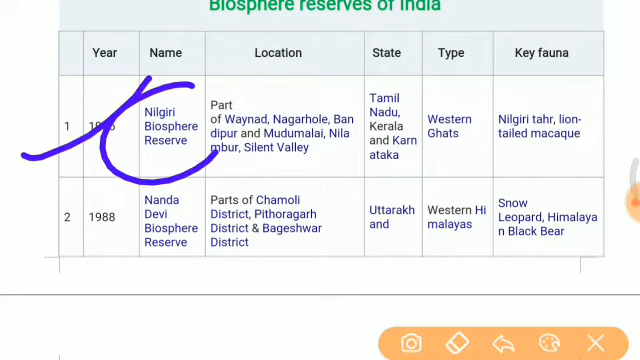 Biosphere reserves of India
Year Name Location State Type Key fauna
1
Nilgiri
Biosphere
Reserve
Part
of Waynad, Nagarhole, Ban
dipur and Mudumalai, Nila
mbur, Silent Valley
Tamil
Nadu,
Kerala
and Karn
ataka
Western
Ghats
Nilgiri tahr, lion-
tailed macaque
2
1988
Nanda
Devi
Biosphere
Reserve
Parts of Chamoli
District, Pithoragarh
District & Bageshwar
District
Uttarakh
and
Western Hi
malayas
Snow
Leopard, Himalaya
n Black Bear